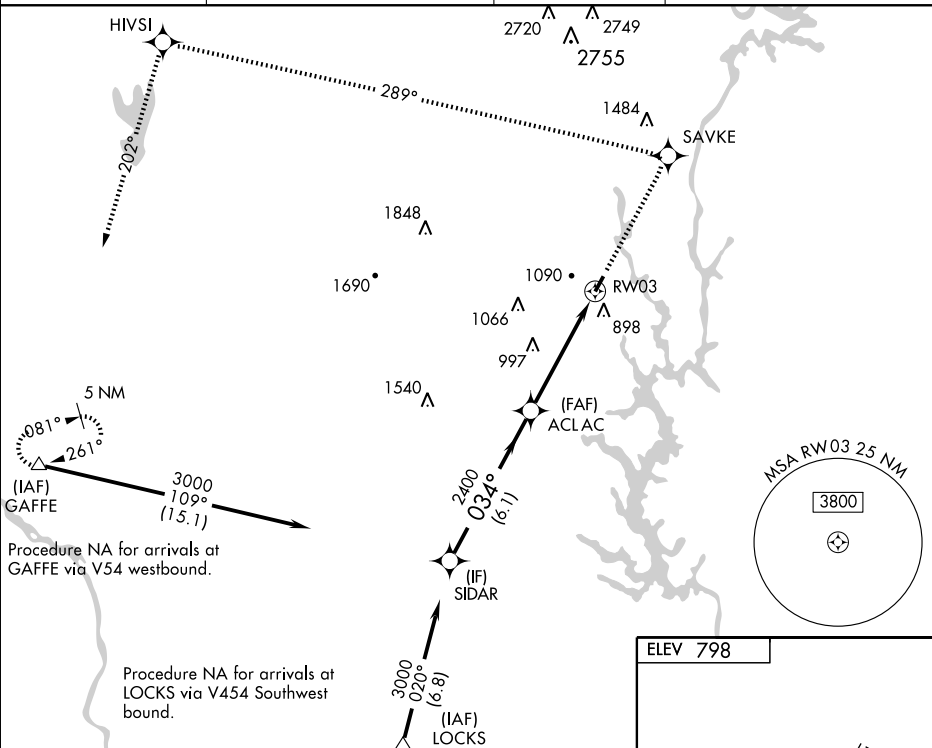 HIVSI
2720
2749
2755
289°
1484
SAVKE
202°
1848
1690
1090
RW03
1066
898
997
5 NM
1540
081°
261°
(FAF)
ACLAC
(IAF)
GAFFE
3000
109°
(15.1)
2400
034°
(6.1)
MSA RW03 25 NM
3800
Procedure NA for arrivals at
GAFFE via V54 westbound.
(IF)
SIDAR
ELEV 798
Procedure NA for arrivals at
LOCKS via V454 Southwest
bound.
3000
020°
(6.8)
(IAF)
LOCKS